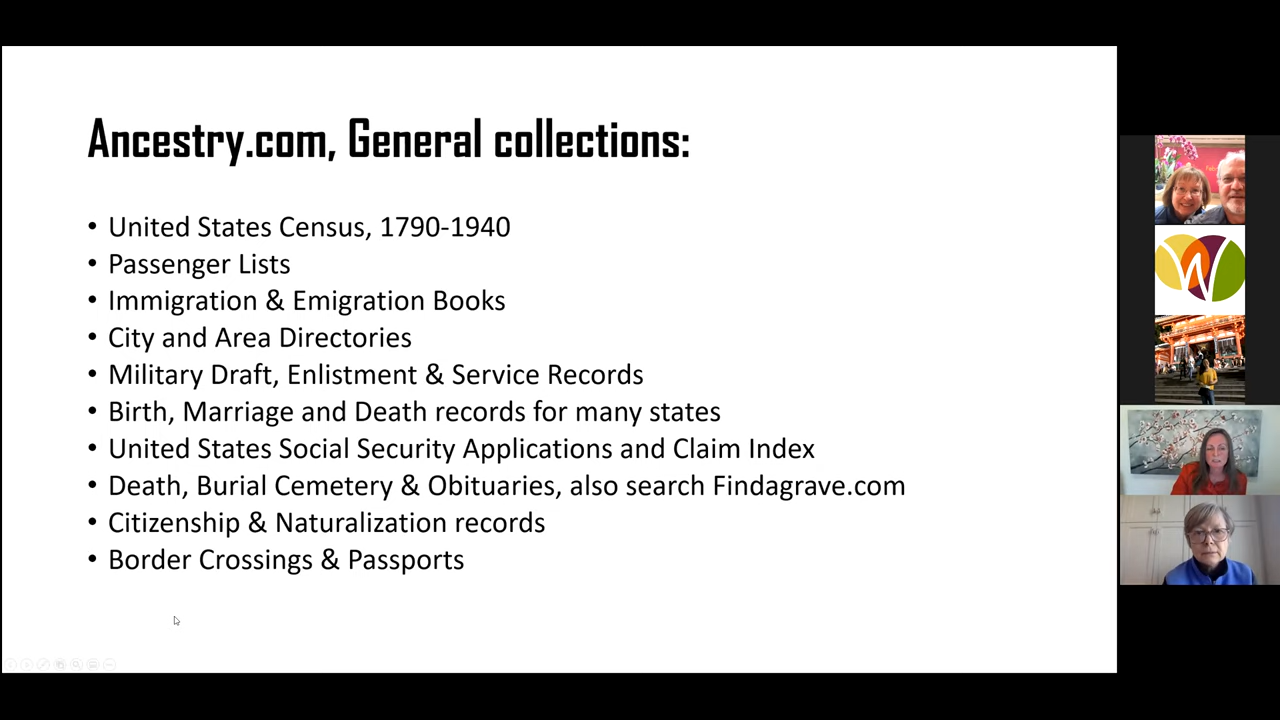 Ancestry.com, General collections:
• United States Census, 1790-1940
• Passenger Lists
• Immigration & Emigration Books
• City and Area Directories
• Military Draft, Enlistment & Service Records
• Birth, Marriage and Death records for many states
• United States Social Security Applications and Claim Index
• Death, Burial Cemetery & Obituaries, also search Findagrave.com
• Citizenship & Naturalization records
• Border Crossings & Passports